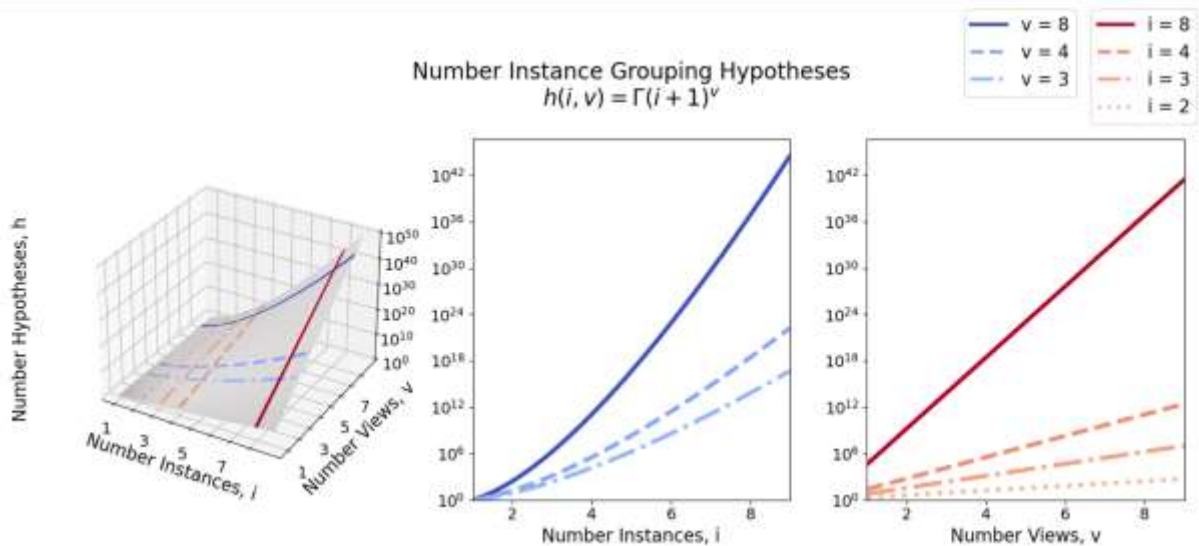 v = 8
v = 4
v = 3
i = 8
i = 4
i = 3
i = 2
Number Instance Grouping Hypotheses
h(i, v) = Γ(i + 1)^v
Number Hypotheses, h
10^50
10^40
10^30
10^20
10^10
10^0
1
3
5
7
Number Instances, i
1
3
5
7
Number Views, v
10^42
10^36
10^30
10^24
10^18
10^12
10^6
10^0
2
4
6
8
Number Instances, i
10^42
10^36
10^30
10^24
10^18
10^12
10^6
10^0
2
4
6
8
Number Views, v